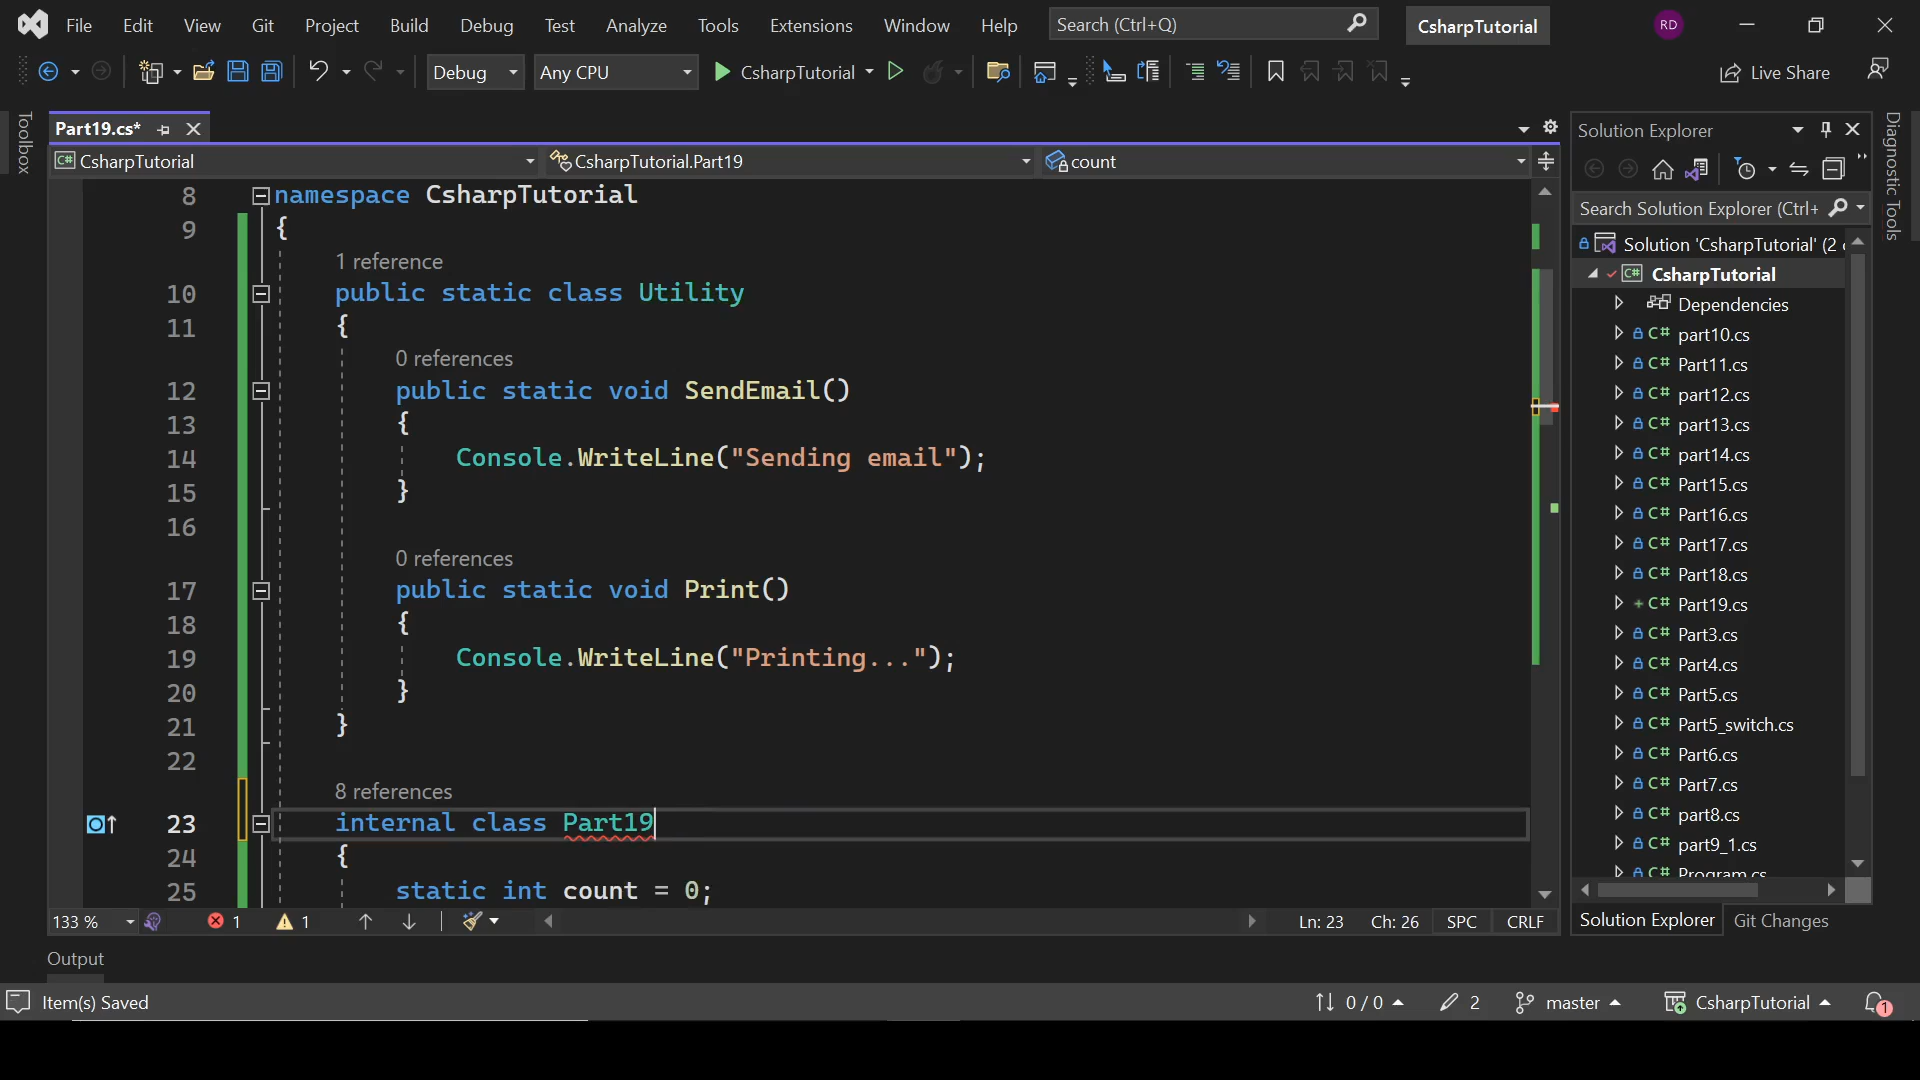 File Edit View Git Project Build Debug Test Analyze Tools Extensions Window Help Search (Ctrl+Q) CsharpTutorial RD
Debug Any CPU CsharpTutorial Live Share
Toolbox
Part19.cs*
CsharpTutorial CsharpTutorial.Part19 count
8 namespace CsharpTutorial
9 {
1 reference
10 public static class Utility
11 {
0 references
12 public static void SendEmail()
13 {
14 Console.WriteLine("Sending email");
15 }
16
0 references
17 public static void Print()
18 {
19 Console.WriteLine("Printing...");
20 }
21 }
22
8 references
23 internal class Part19
24 {
25 static int count = 0;
133 % 1 1 Ln: 23 Ch: 26 SPC CRLF
Solution Explorer
Search Solution Explorer (Ctrl+
Solution 'CsharpTutorial' (2
C# CsharpTutorial
Dependencies
C# part10.cs
C# Part11.cs
C# part12.cs
C# part13.cs
C# part14.cs
C# Part15.cs
C# Part16.cs
C# Part17.cs
C# Part18.cs
C# Part19.cs
C# Part3.cs
C# Part4.cs
C# Part5.cs
C# Part5_switch.cs
C# Part6.cs
C# Part7.cs
C# part8.cs
C# part9_1.cs
C# Program.cs
Solution Explorer Git Changes
Diagnostic Tools
Output
Item(s) Saved 0 / 0 2 master CsharpTutorial 1